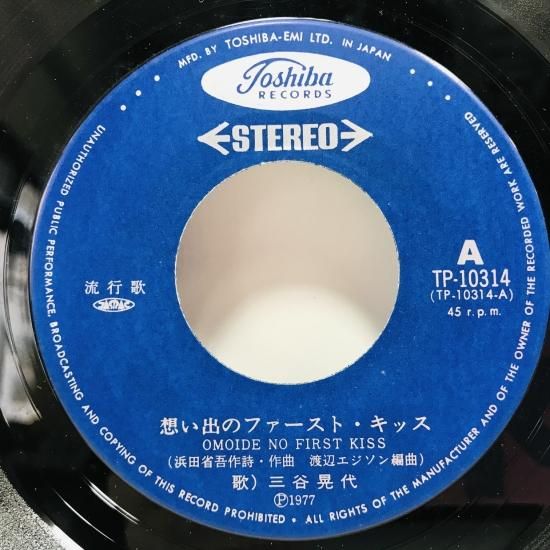 • MFD. BY TOSHIBA-EMI LTD. IN JAPAN •
Toshiba
RECORDS
STEREO
A
TP-10314
(TP-10314-A)
45 r.p.m.
流行歌
JASRAC
想い出のファースト・キッス
OMOIDE NO FIRST KISS
(浜田省吾作詩・作曲 渡辺エジソン編曲)
歌) 三谷晃代
Ⓟ1977
UNAUTHORIZED PUBLIC PERFORMANCE, BROADCASTING AND COPYING OF THIS RECORD PROHIBITED • ALL RIGHTS OF THE MANUFACTURER AND OF THE OWNER OF THE RECORDED WORK ARE RESERVED